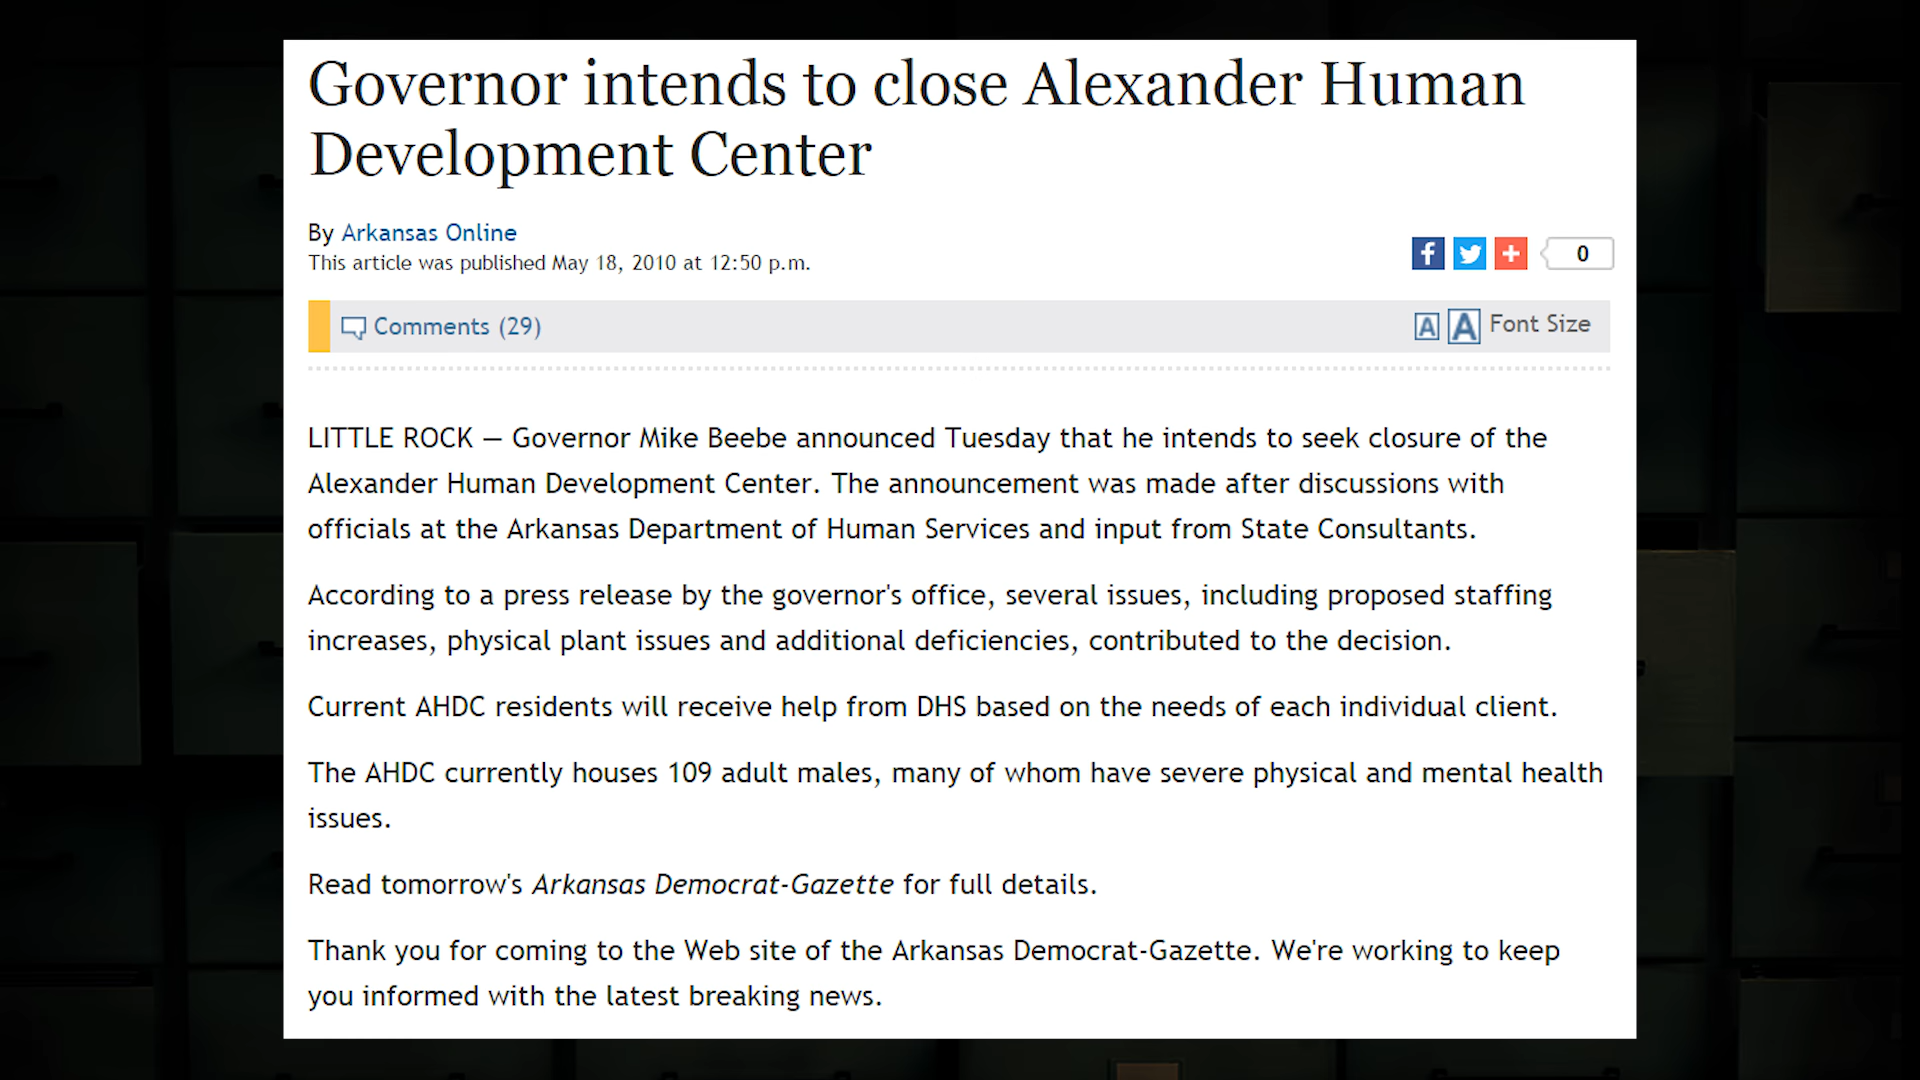 Governor intends to close Alexander Human
Development Center
By Arkansas Online
This article was published May 18, 2010 at 12:50 p.m.
f
+
0
Comments (29)
A A Font Size
LITTLE ROCK — Governor Mike Beebe announced Tuesday that he intends to seek closure of the
Alexander Human Development Center. The announcement was made after discussions with
officials at the Arkansas Department of Human Services and input from State Consultants.
According to a press release by the governor's office, several issues, including proposed staffing
increases, physical plant issues and additional deficiencies, contributed to the decision.
Current AHDC residents will receive help from DHS based on the needs of each individual client.
The AHDC currently houses 109 adult males, many of whom have severe physical and mental health
issues.
Read tomorrow's Arkansas Democrat-Gazette for full details.
Thank you for coming to the Web site of the Arkansas Democrat-Gazette. We're working to keep
you informed with the latest breaking news.